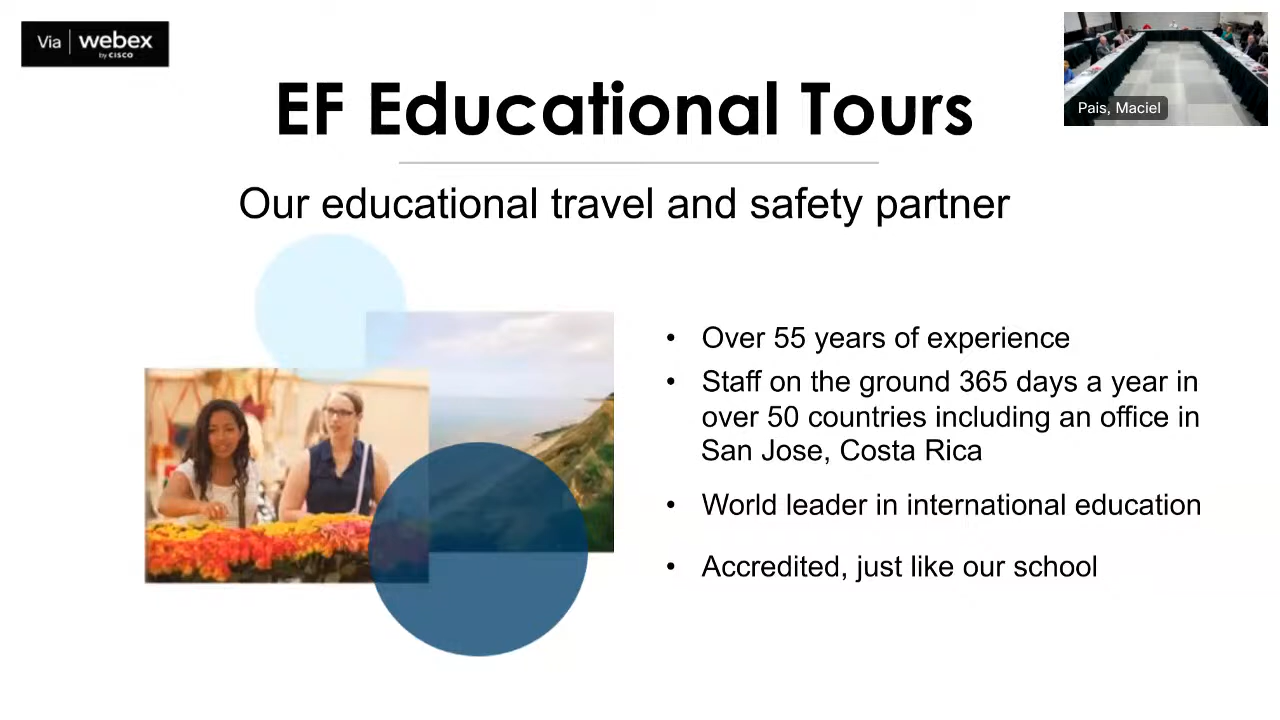 Via webex
by CISCO
Pais, Maciel
EF Educational Tours
Our educational travel and safety partner
• Over 55 years of experience
• Staff on the ground 365 days a year in
over 50 countries including an office in
San Jose, Costa Rica
• World leader in international education
• Accredited, just like our school